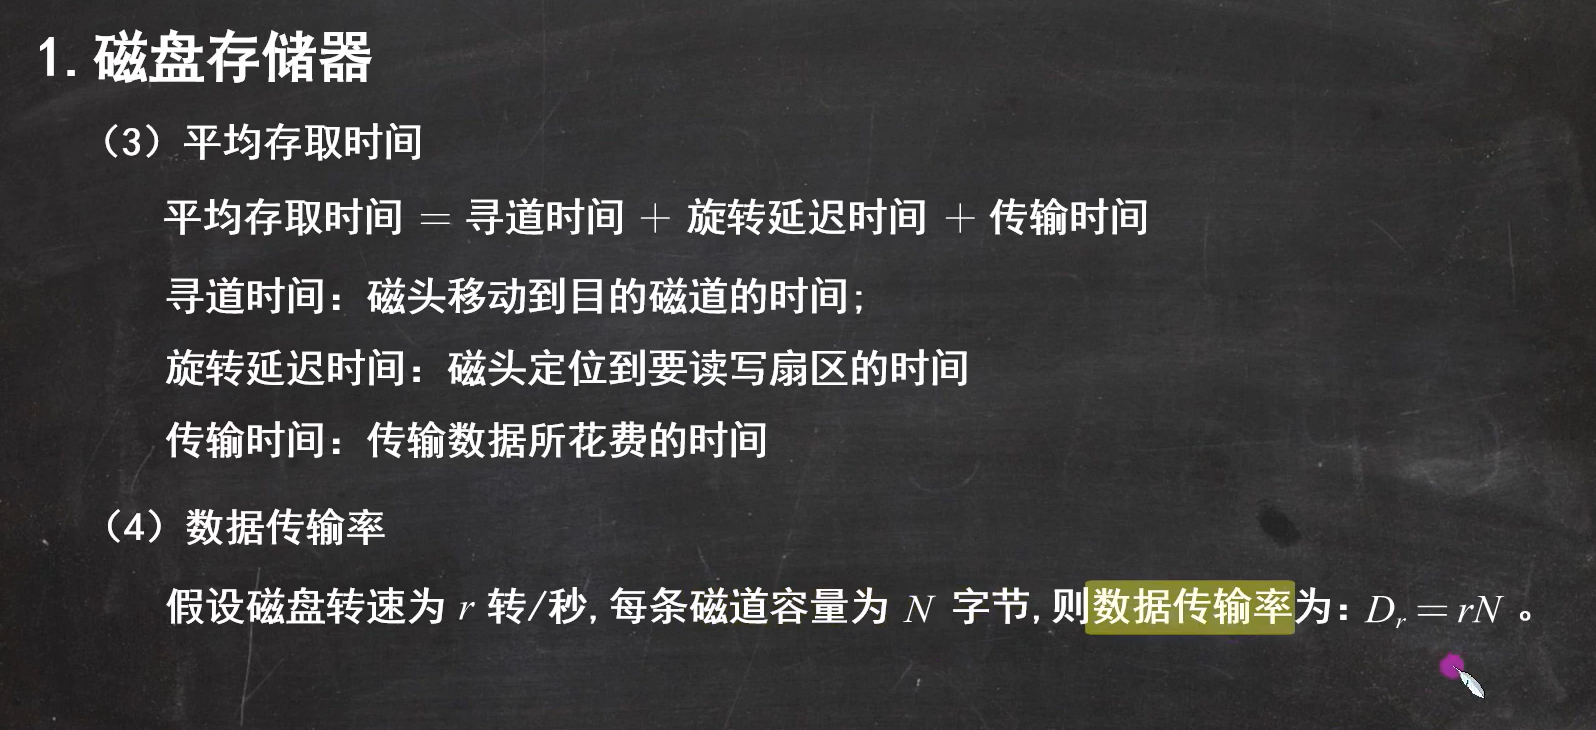 1. 磁盘存储器
（3）平均存取时间
平均存取时间 = 寻道时间 + 旋转延迟时间 + 传输时间
寻道时间：磁头移动到目的磁道的时间；
旋转延迟时间：磁头定位到要读写扇区的时间
传输时间：传输数据所花费的时间
（4）数据传输率
假设磁盘转速为 r 转/秒，每条磁道容量为 N 字节，则数据传输率为：Dᵣ = rN 。